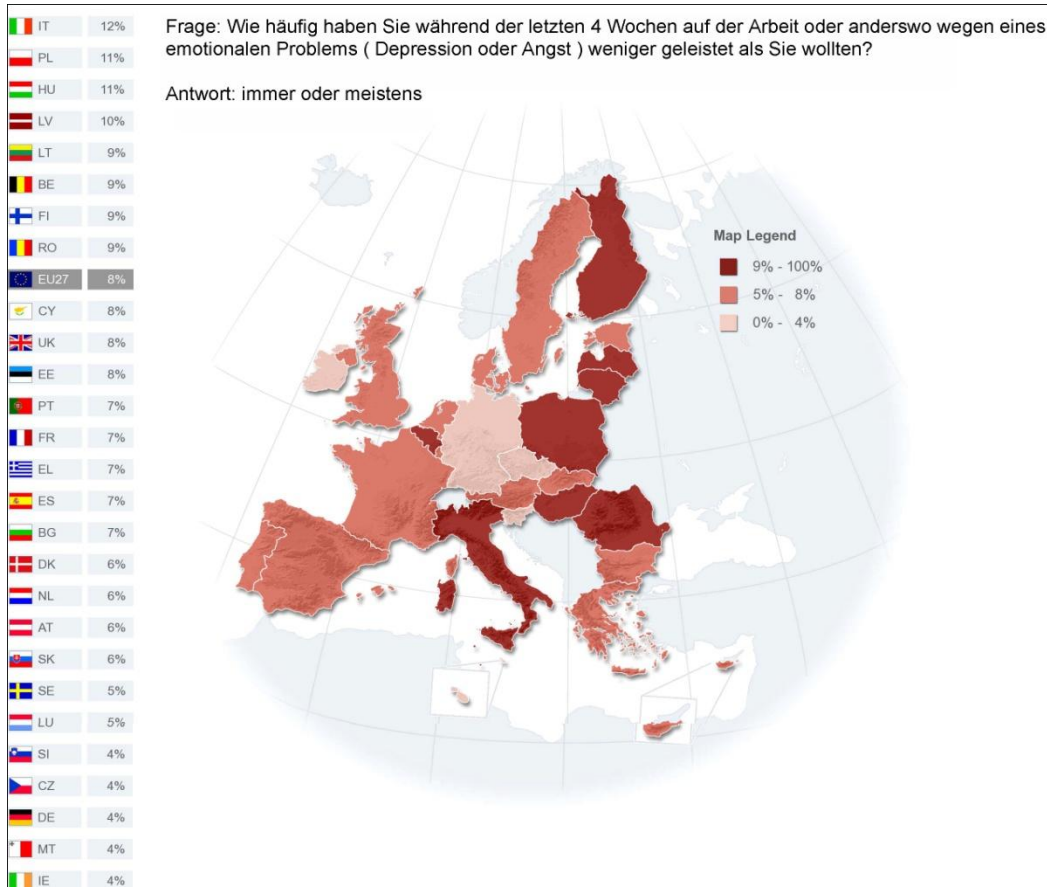 Frage: Wie häufig haben Sie während der letzten 4 Wochen auf der Arbeit oder anderswo wegen eines
emotionalen Problems ( Depression oder Angst ) weniger geleistet als Sie wollten?
Antwort: immer oder meistens
IT 12%
PL 11%
HU 11%
LV 10%
LT 9%
BE 9%
FI 9%
RO 9%
EU27 8%
CY 8%
UK 8%
EE 8%
PT 7%
FR 7%
EL 7%
ES 7%
BG 7%
DK 6%
NL 6%
AT 6%
SK 6%
SE 5%
LU 5%
SI 4%
CZ 4%
DE 4%
MT 4%
IE 4%
Map Legend
9% - 100%
5% - 8%
0% - 4%